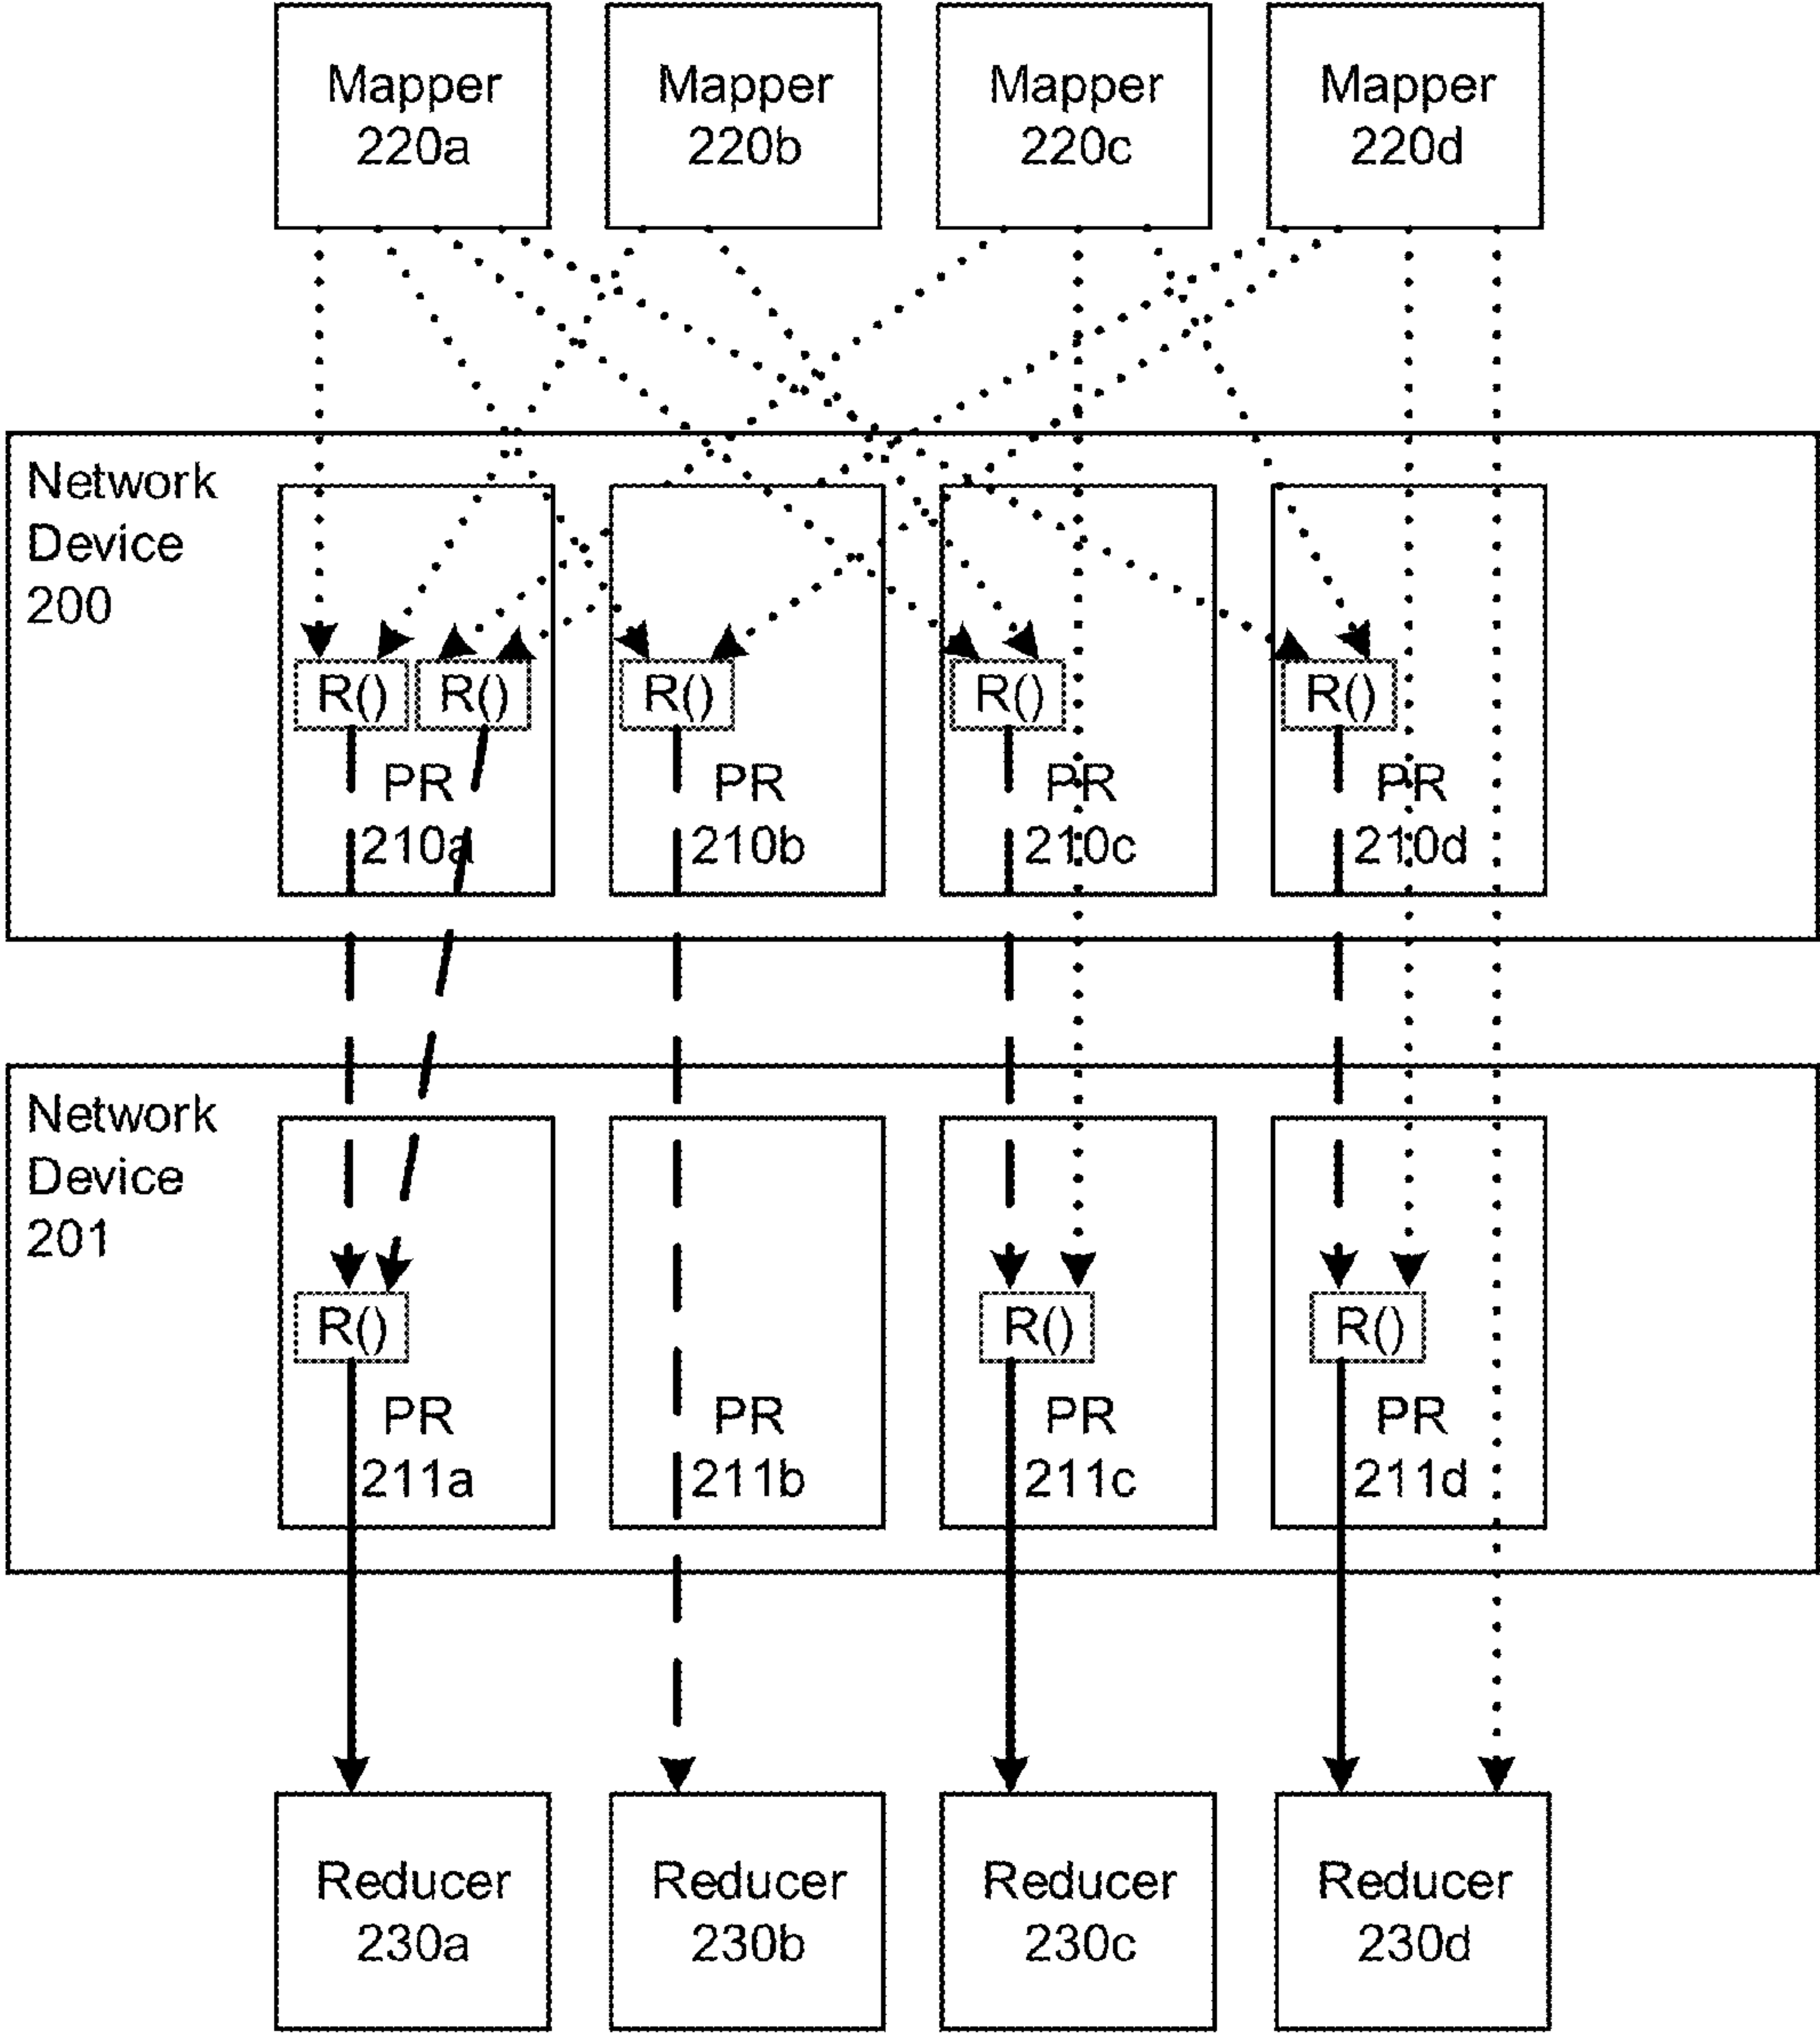 Mapper
220a
Mapper
220b
Mapper
220c
Mapper
220d
Network
Device
200
R()
R()
R()
R()
R()
PR
210a
PR
210b
PR
210c
PR
210d
Network
Device
201
R()
R()
R()
PR
211a
PR
211b
PR
211c
PR
211d
Reducer
230a
Reducer
230b
Reducer
230c
Reducer
230d